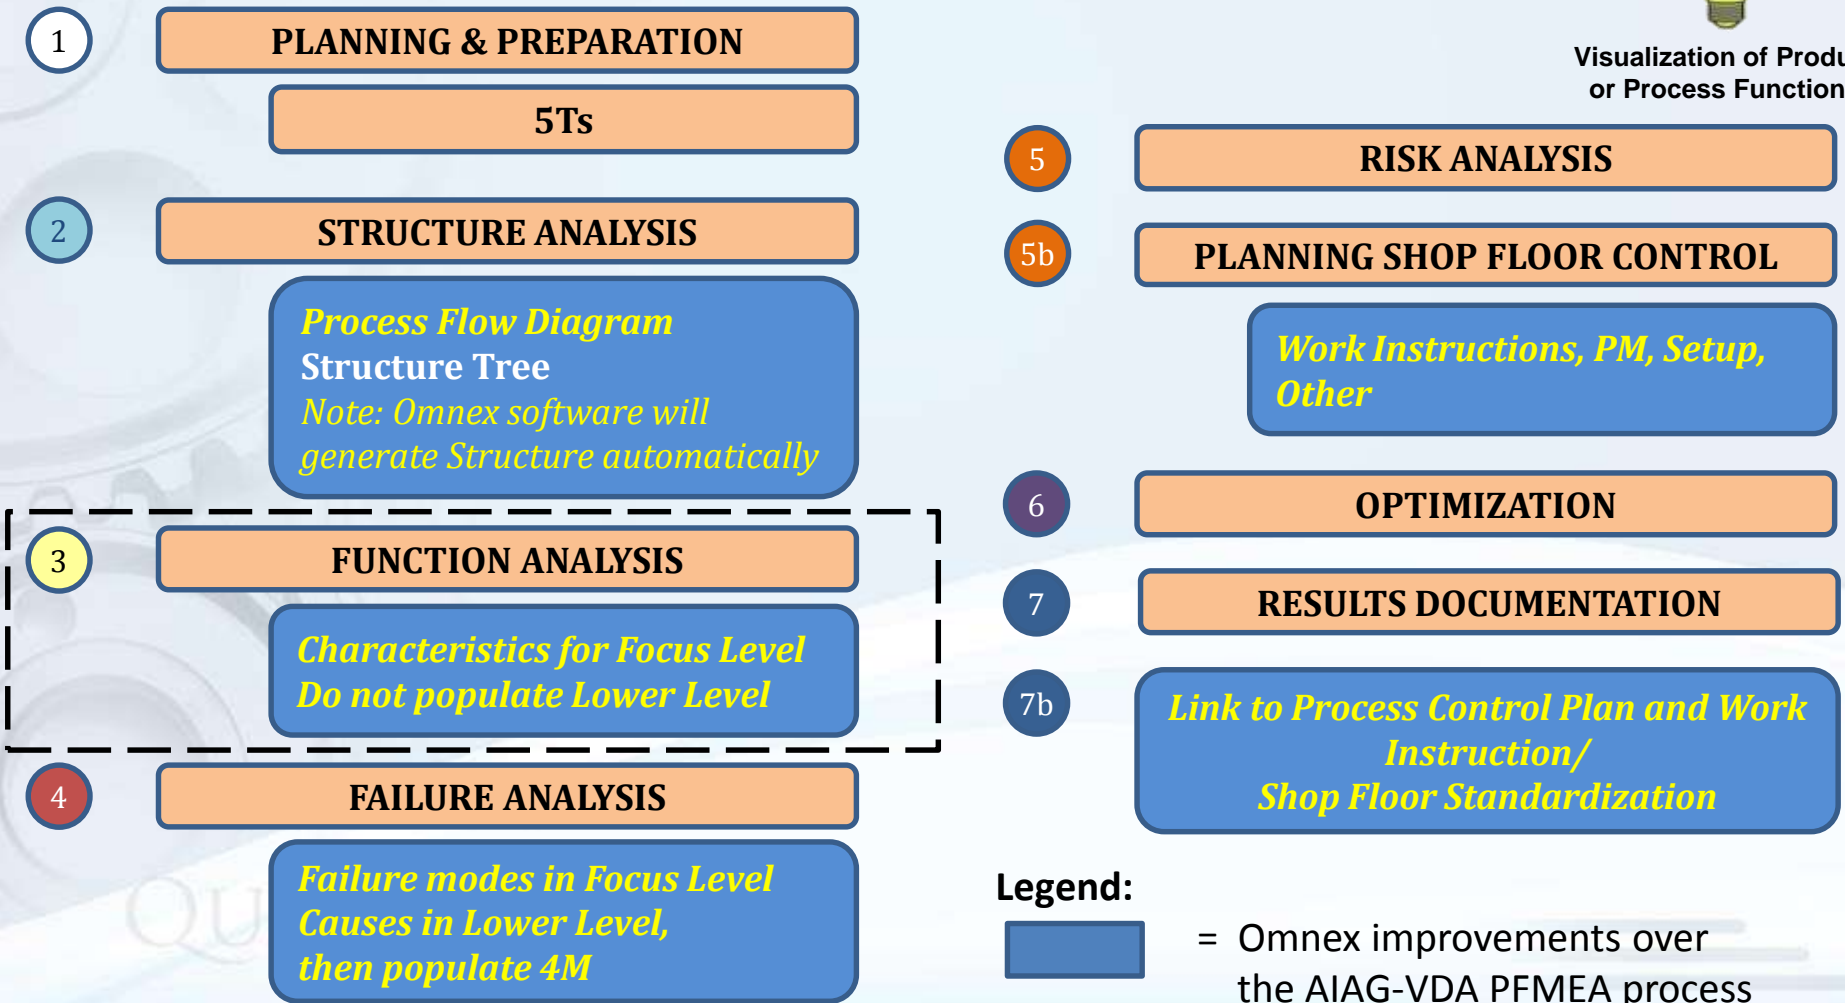 1
PLANNING & PREPARATION
5Ts
2
STRUCTURE ANALYSIS
Process Flow Diagram
Structure Tree
Note: Omnex software will
generate Structure automatically
3
FUNCTION ANALYSIS
Characteristics for Focus Level
Do not populate Lower Level
4
FAILURE ANALYSIS
Failure modes in Focus Level
Causes in Lower Level,
then populate 4M
QU
Visualization of Produ
or Process Function
5
RISK ANALYSIS
5b
PLANNING SHOP FLOOR CONTROL
Work Instructions, PM, Setup,
Other
6
OPTIMIZATION
7
RESULTS DOCUMENTATION
7b
Link to Process Control Plan and Work
Instruction/
Shop Floor Standardization
Legend:
= Omnex improvements over
the AIAG-VDA PFMEA process